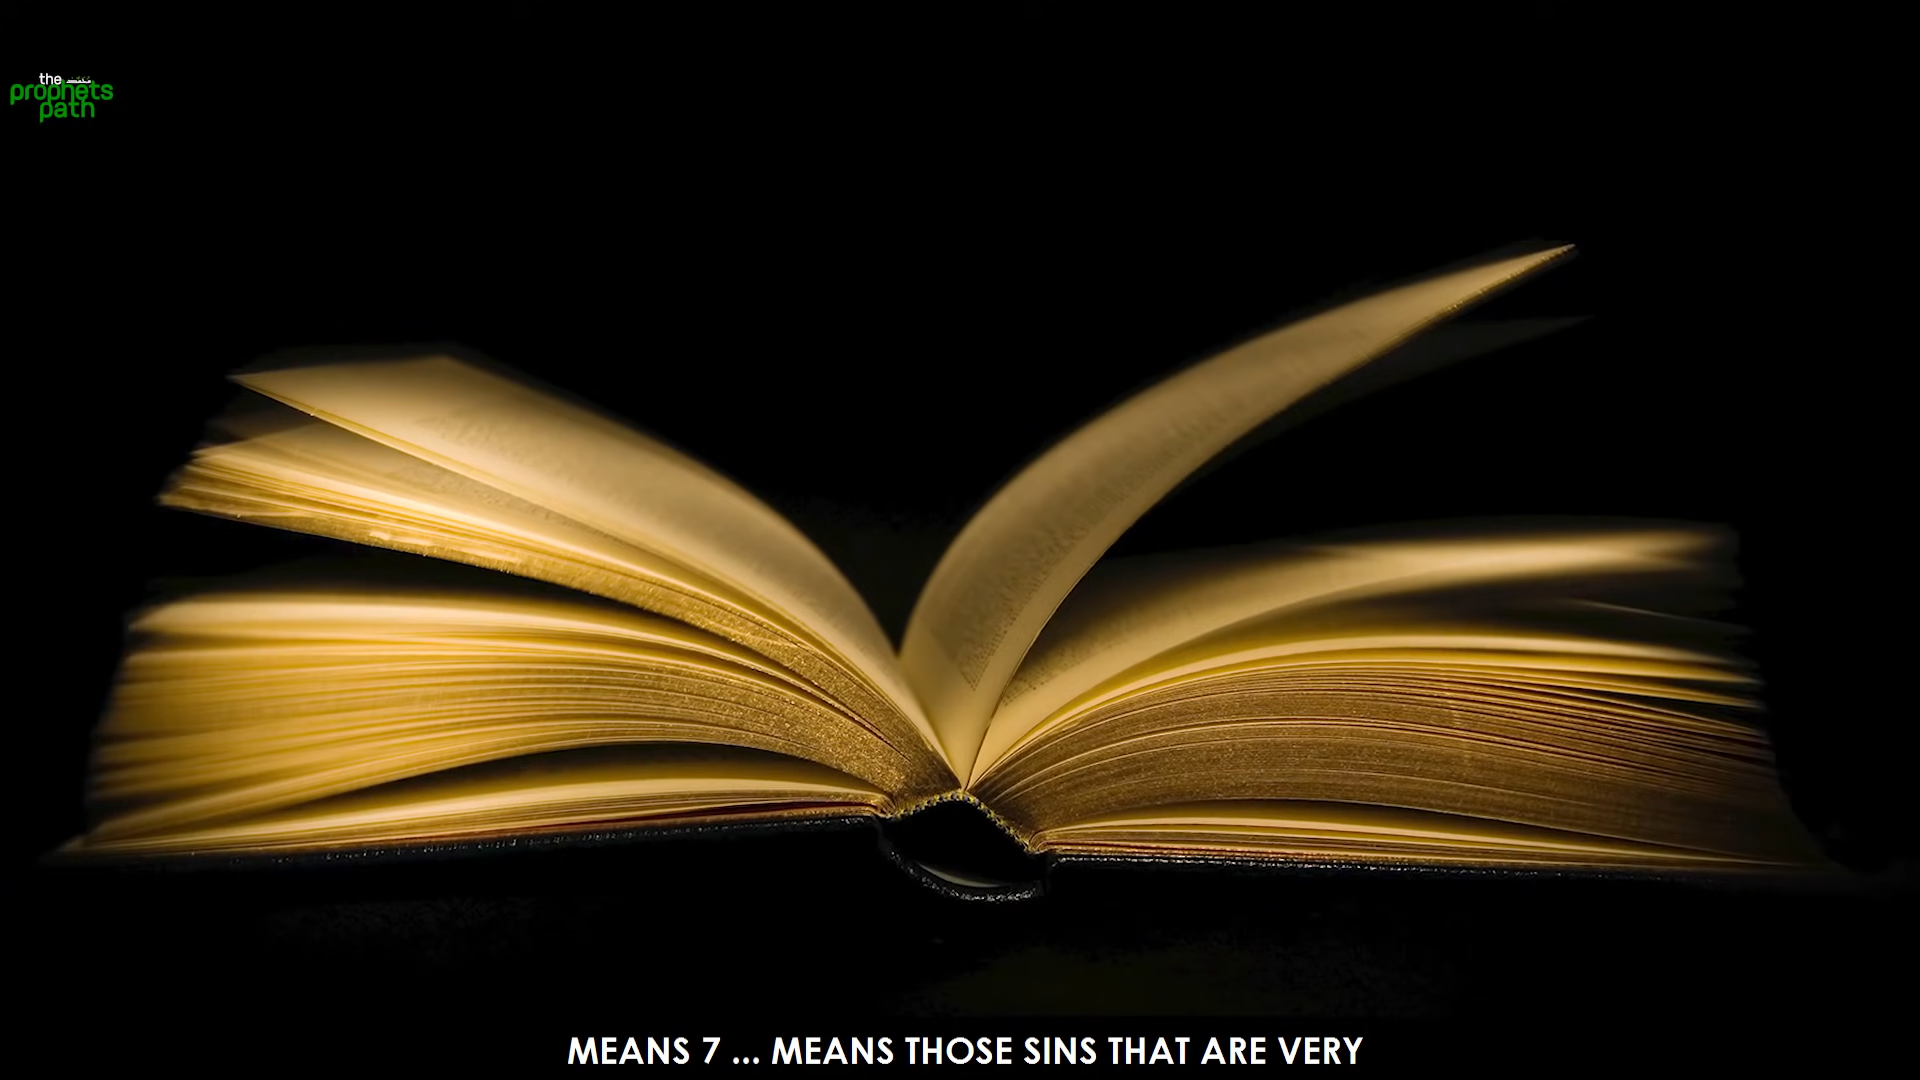 the
prophets
path
MEANS 7 ... MEANS THOSE SINS THAT ARE VERY